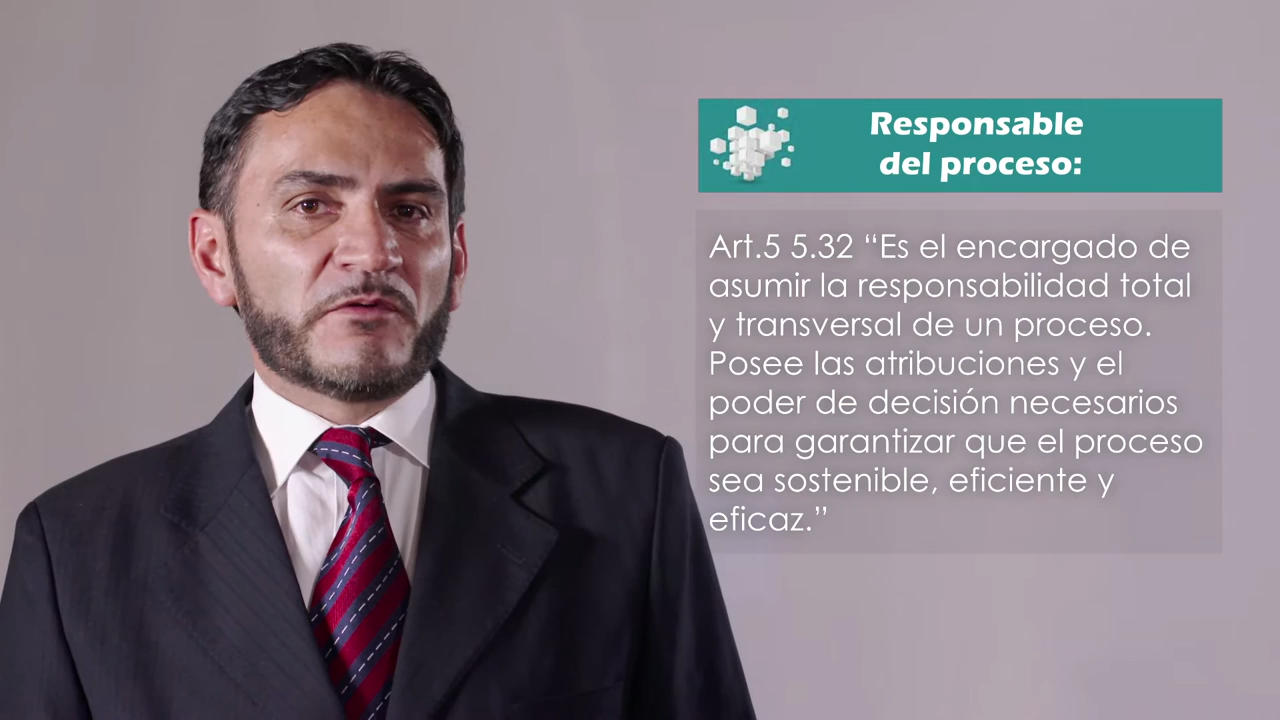 Responsable
del proceso:
Art.5 5.32 “Es el encargado de
asumir la responsabilidad total
y transversal de un proceso.
Posee las atribuciones y el
poder de decisión necesarios
para garantizar que el proceso
sea sostenible, eficiente y
eficaz.”